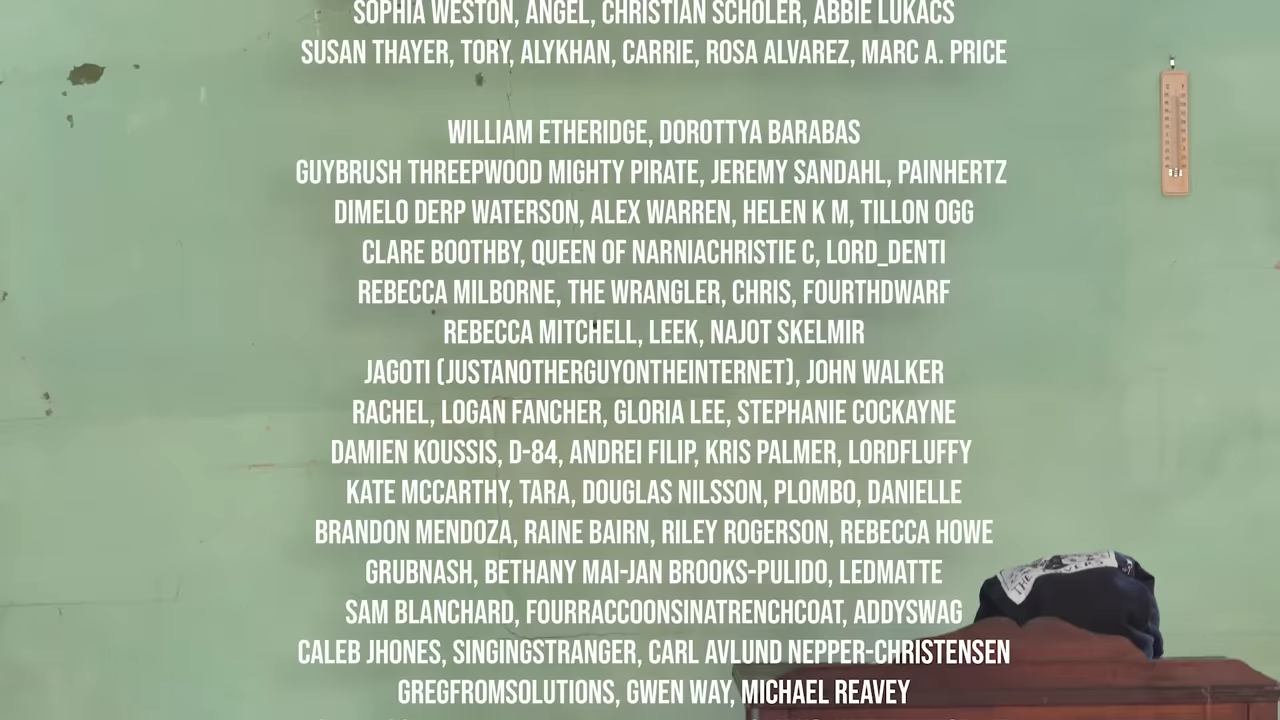 SOPHIA WESTON, ANGEL, CHRISTIAN SCHOLER, ABBIE LUKACS
SUSAN THAYER, TORY, ALYKHAN, CARRIE, ROSA ALVAREZ, MARC A. PRICE
WILLIAM ETHERIDGE, DOROTTYA BARABAS
GUYBRUSH THREEPWOOD MIGHTY PIRATE, JEREMY SANDAHL, PAINHERTZ
DIMELO DERP WATERSON, ALEX WARREN, HELEN K M, TILLON OGG
CLARE BOOTHBY, QUEEN OF NARNIACHRISTIE C, LORD_DENTI
REBECCA MILBORNE, THE WRANGLER, CHRIS, FOURTHDWARF
REBECCA MITCHELL, LEEK, NAJOT SKELMIR
JAGOTI (JUSTANOTHERGUYONTHEINTERNET), JOHN WALKER
RACHEL, LOGAN FANCHER, GLORIA LEE, STEPHANIE COCKAYNE
DAMIEN KOUSSIS, D-84, ANDREI FILIP, KRIS PALMER, LORDFLUFFY
KATE MCCARTHY, TARA, DOUGLAS NILSSON, PLOMBO, DANIELLE
BRANDON MENDOZA, RAINE BAIRN, RILEY ROGERSON, REBECCA HOWE
GRUBNASH, BETHANY MAI-JAN BROOKS-PULIDO, LEDMATTE
SAM BLANCHARD, FOURRACCOONSINATRENCHCOAT, ADDYSWAG
CALEB JHONES, SINGINGSTRANGER, CARL AVLUND NEPPER-CHRISTENSEN
GREGFROMSOLUTIONS, GWEN WAY, MICHAEL REAVEY